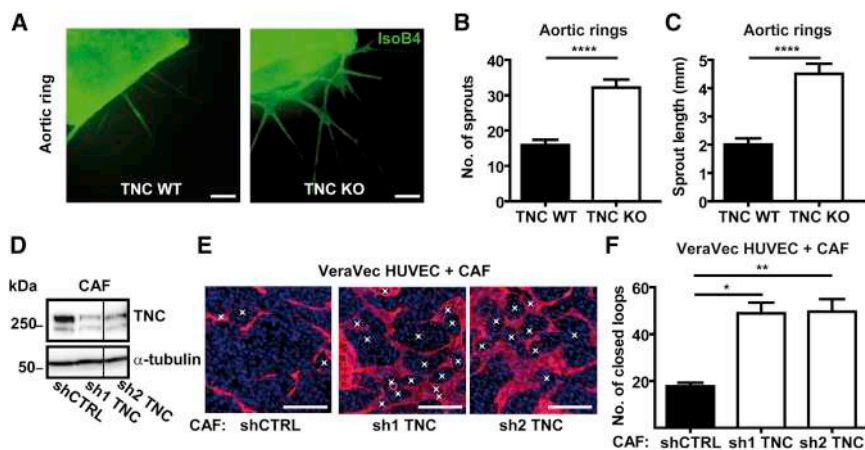 A
Aortic ring
IsoB4
TNC WT
TNC KO
B
Aortic rings
****
No. of sprouts
40
30
20
10
0
TNC WT
TNC KO
C
Aortic rings
****
Sprout length (mm)
5
4
3
2
1
0
TNC WT
TNC KO
D
kDa
CAF
250
TNC
50
α-tubulin
shCTRL
sh1 TNC
sh2 TNC
E
VeraVec HUVEC + CAF
CAF: shCTRL
sh1 TNC
sh2 TNC
F
VeraVec HUVEC + CAF
**
*
No. of closed loops
60
40
20
CAF: shCTRL
sh1 TNC
sh2 TNC